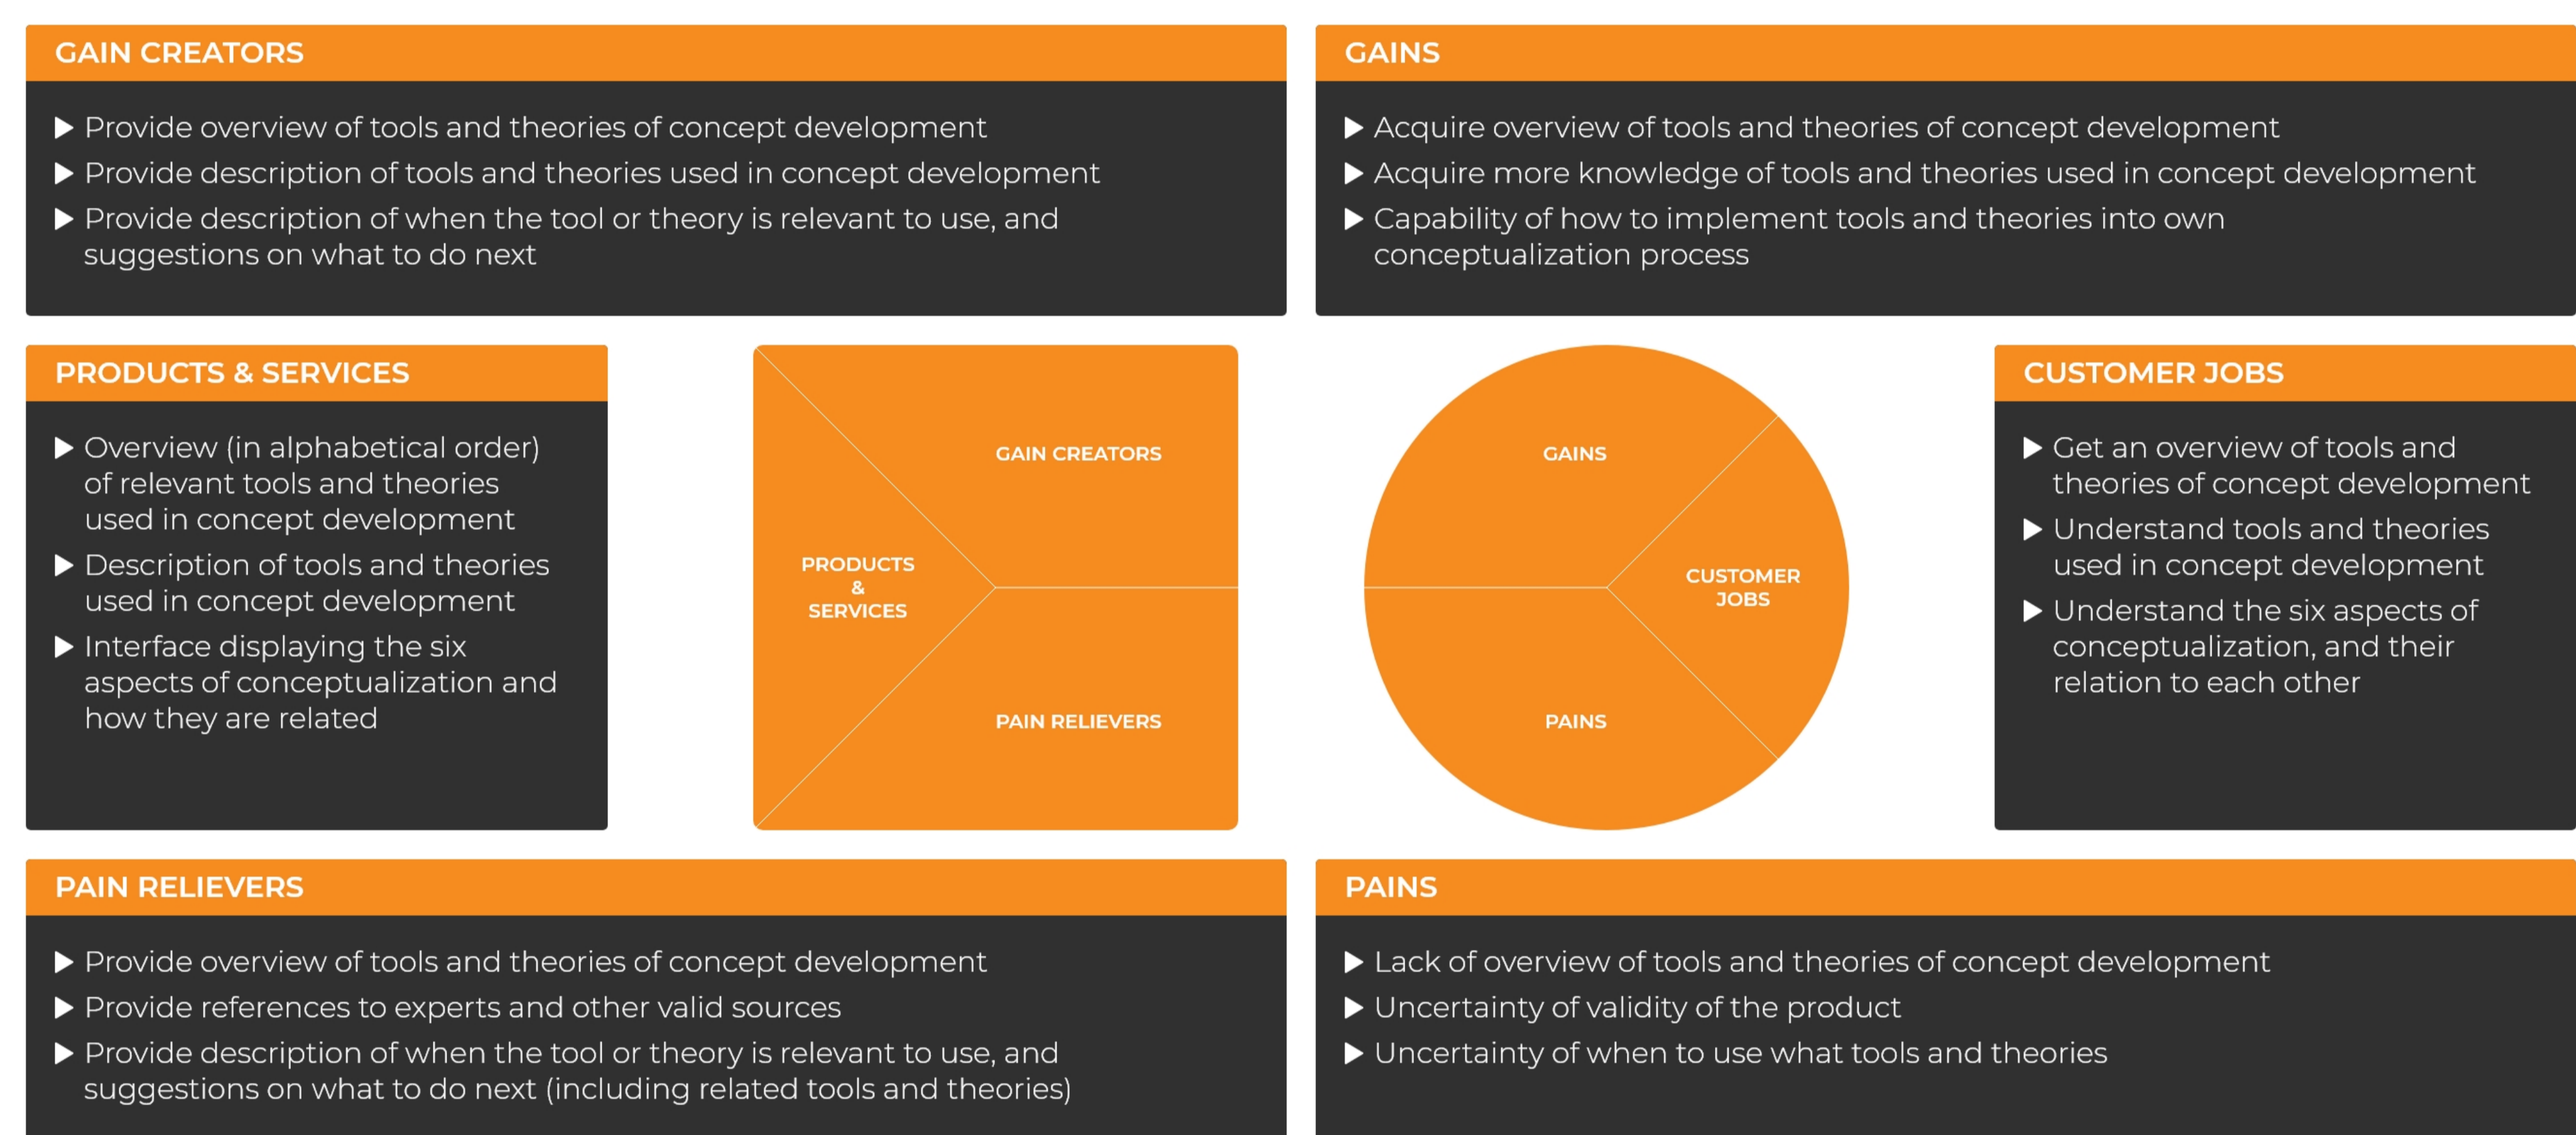 GAIN CREATORS
▶ Provide overview of tools and theories of concept development
▶ Provide description of tools and theories used in concept development
▶ Provide description of when the tool or theory is relevant to use, and
suggestions on what to do next
GAINS
▶ Acquire overview of tools and theories of concept development
▶ Acquire more knowledge of tools and theories used in concept development
▶ Capability of how to implement tools and theories into own
conceptualization process
PRODUCTS & SERVICES
▶ Overview (in alphabetical order)
of relevant tools and theories
used in concept development
▶ Description of tools and theories
used in concept development
▶ Interface displaying the six
aspects of conceptualization and
how they are related
GAIN CREATORS
PRODUCTS
&
SERVICES
PAIN RELIEVERS
GAINS
CUSTOMER
JOBS
PAINS
CUSTOMER JOBS
▶ Get an overview of tools and
theories of concept development
▶ Understand tools and theories
used in concept development
▶ Understand the six aspects of
conceptualization, and their
relation to each other
PAIN RELIEVERS
▶ Provide overview of tools and theories of concept development
▶ Provide references to experts and other valid sources
▶ Provide description of when the tool or theory is relevant to use, and
suggestions on what to do next (including related tools and theories)
PAINS
▶ Lack of overview of tools and theories of concept development
▶ Uncertainty of validity of the product
▶ Uncertainty of when to use what tools and theories